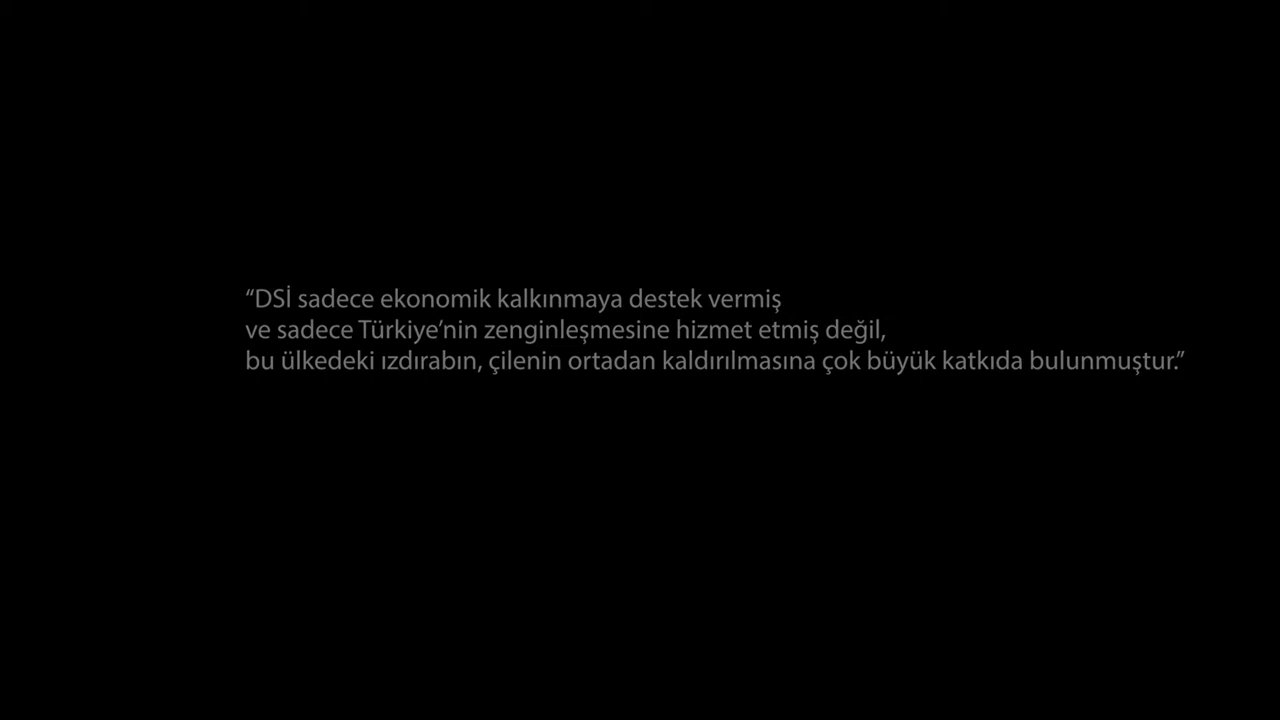 “DSİ sadece ekonomik kalkınmaya destek vermiş
ve sadece Türkiye’nin zenginleşmesine hizmet etmiş değil,
bu ülkedeki ızdırabın, çilenin ortadan kaldırılmasına çok büyük katkıda bulunmuştur.”